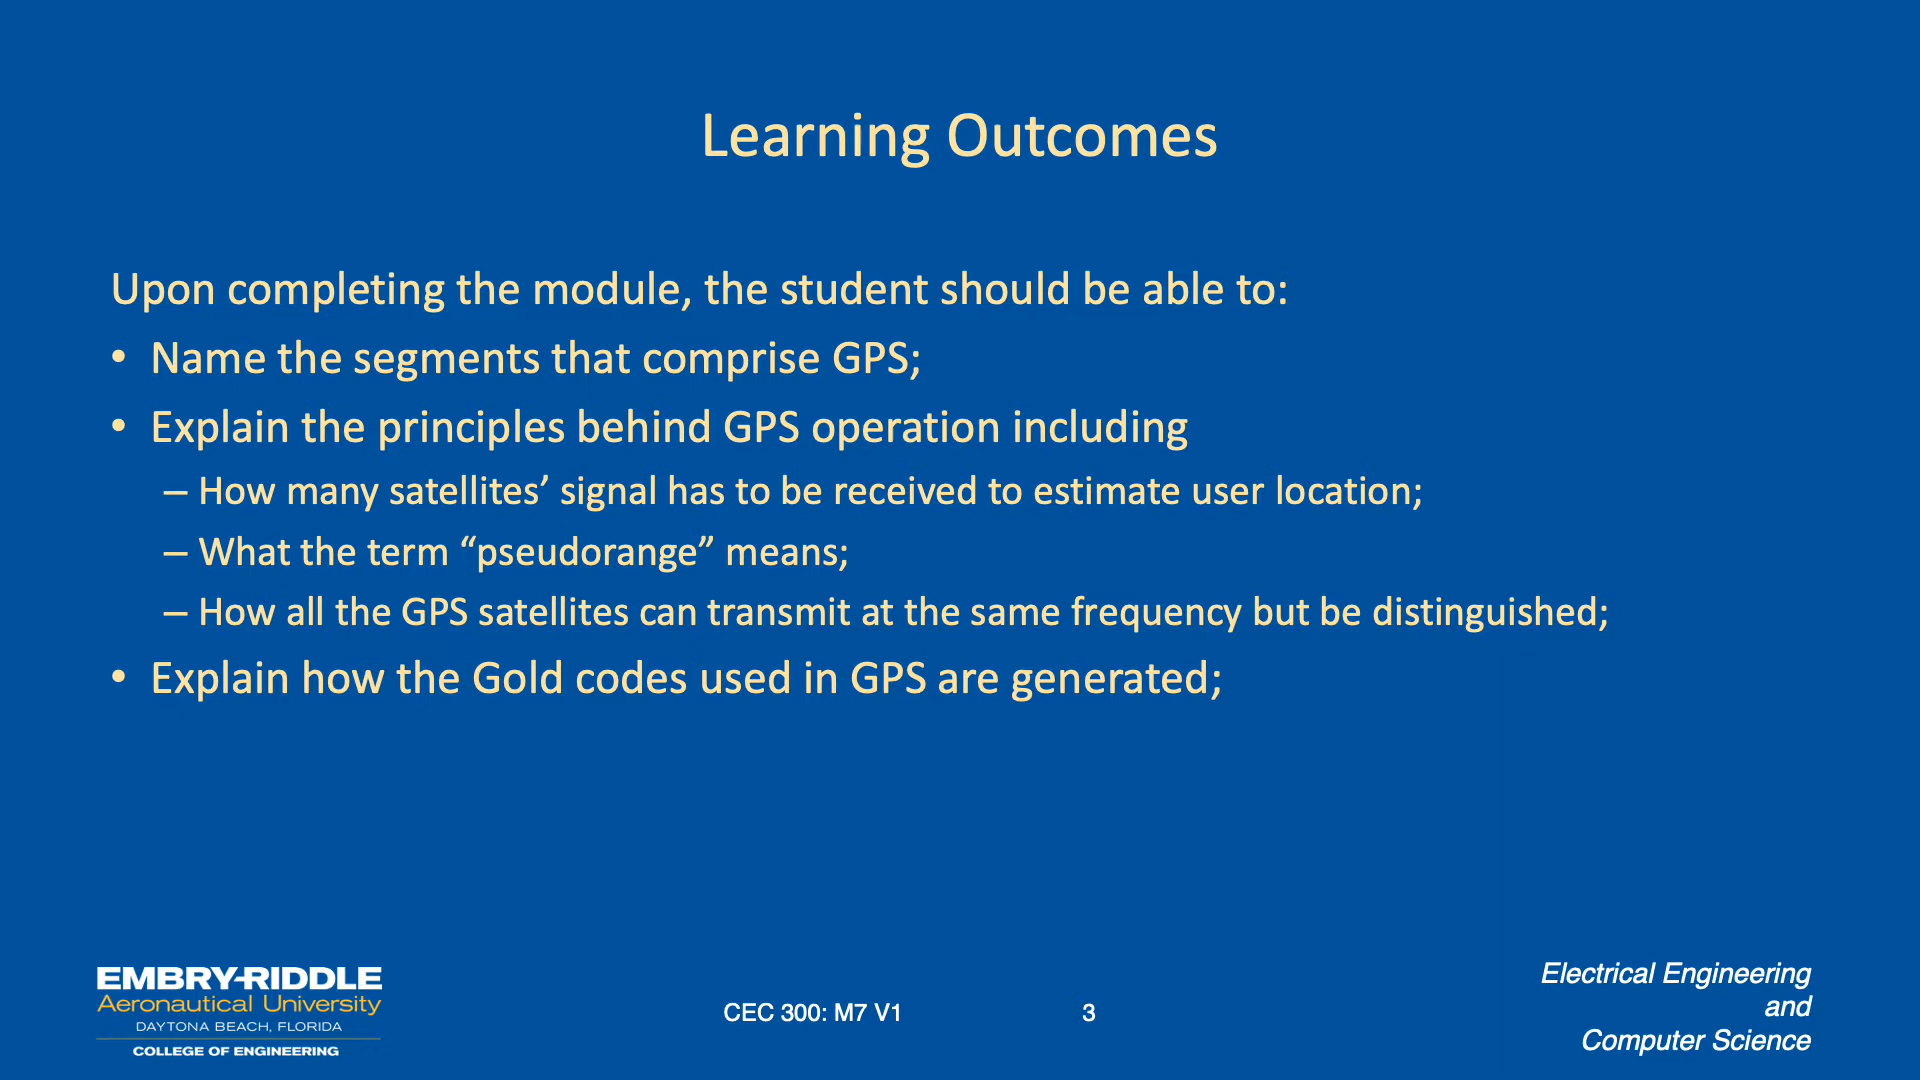 Learning Outcomes
Upon completing the module, the student should be able to:
• Name the segments that comprise GPS;
• Explain the principles behind GPS operation including
– How many satellites’ signal has to be received to estimate user location;
– What the term “pseudorange” means;
– How all the GPS satellites can transmit at the same frequency but be distinguished;
• Explain how the Gold codes used in GPS are generated;
EMBRY-RIDDLE
Aeronautical University
DAYTONA BEACH, FLORIDA
COLLEGE OF ENGINEERING
CEC 300: M7 V1 3
Electrical Engineering
and
Computer Science